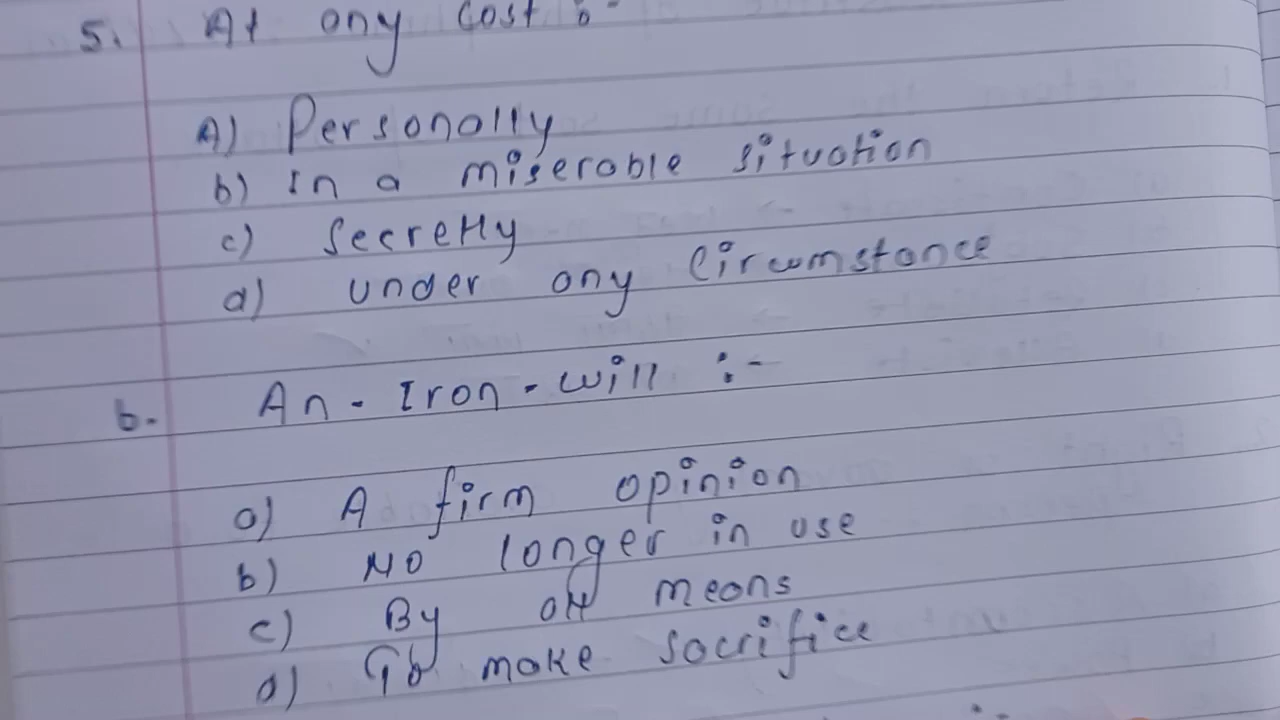 5. At any cost :-
A) Personally
b) in a miserable situation
c) Secretly
d) under any Circumstance
6. An - Iron - will :-
a) A firm opinion
b) No longer in use
c) By all means
d) To make sacrifice